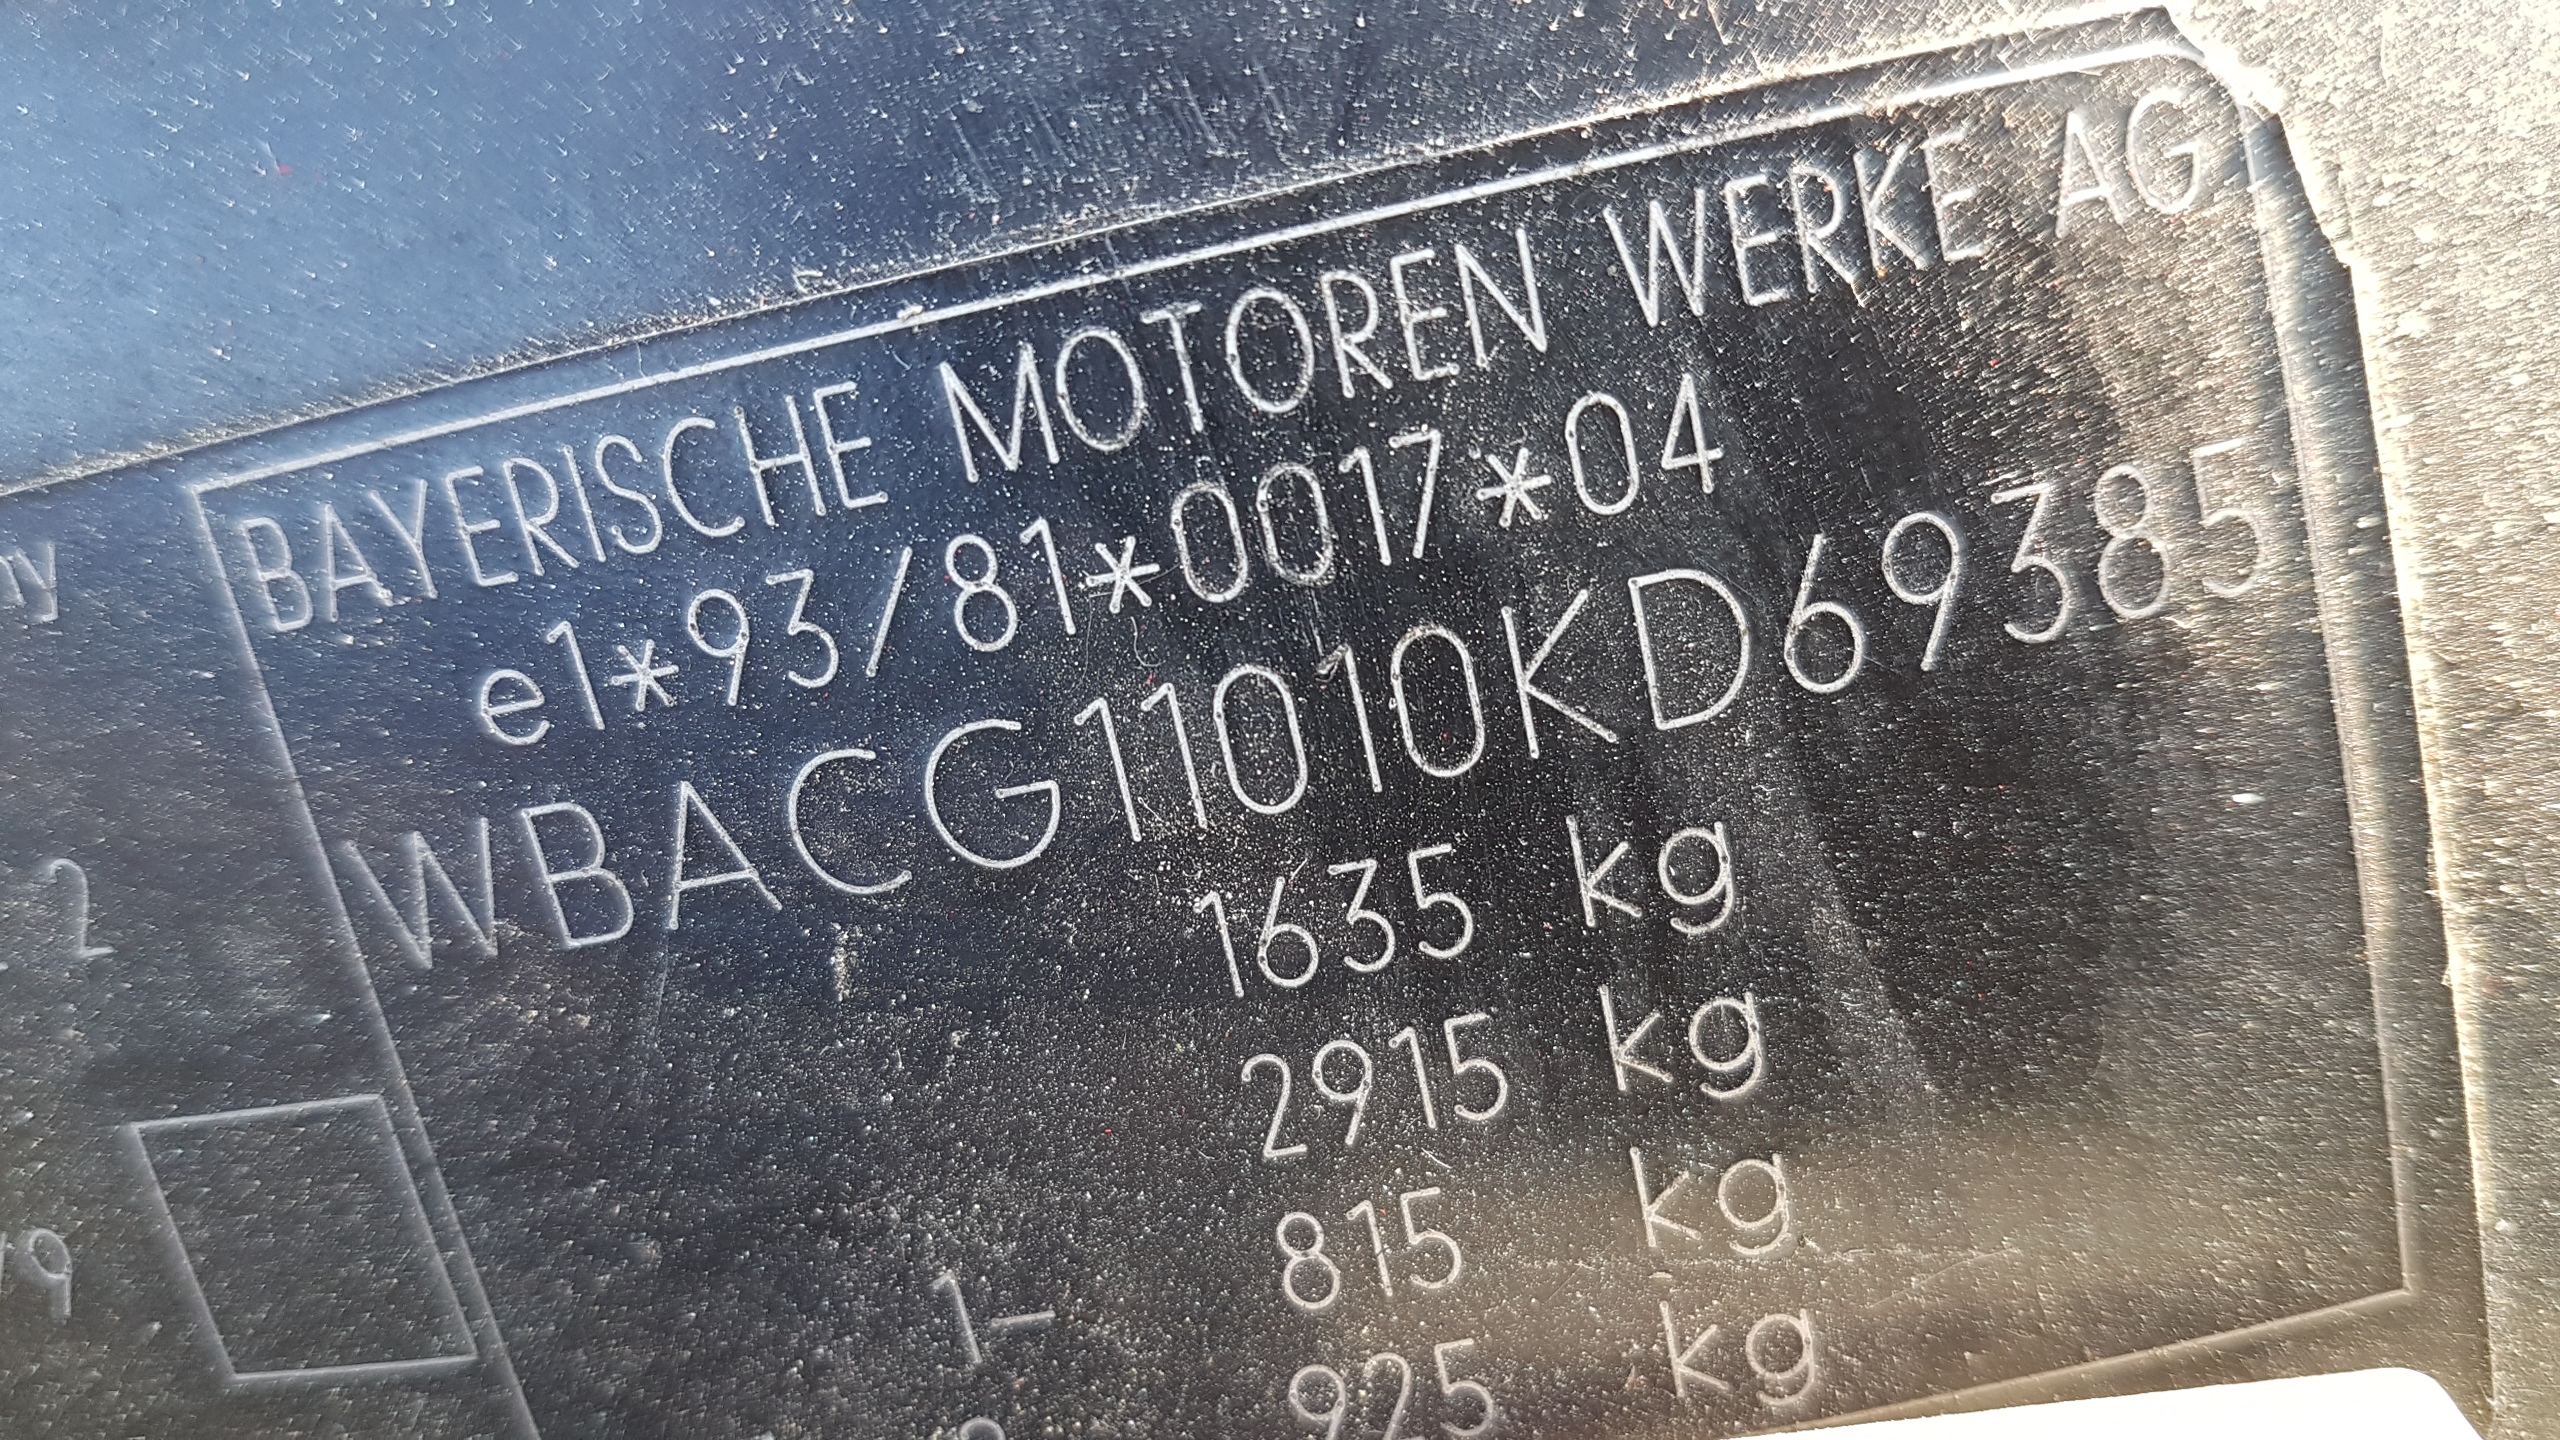 BAYERISCHE MOTOREN WERKE AG
e1*93/81*0017*04
WBACG11010KD69385
1635 kg
2915 kg
1- 815 kg
925 kg